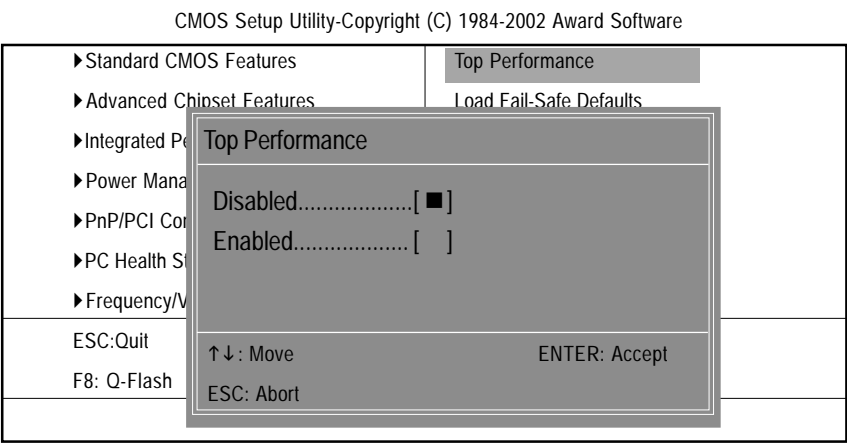 CMOS Setup Utility-Copyright (C) 1984-2002 Award Software
▶Standard CMOS Features
▶Advanced Chipset Features
▶Integrated Pe
▶Power Mana
▶PnP/PCI Con
▶PC Health St
▶Frequency/V
Top Performance
Load Fail-Safe Defaults
Top Performance
Disabled...................[ ■ ]
Enabled................... [   ]
↑↓: Move ENTER: Accept
ESC: Abort
ESC:Quit
F8: Q-Flash